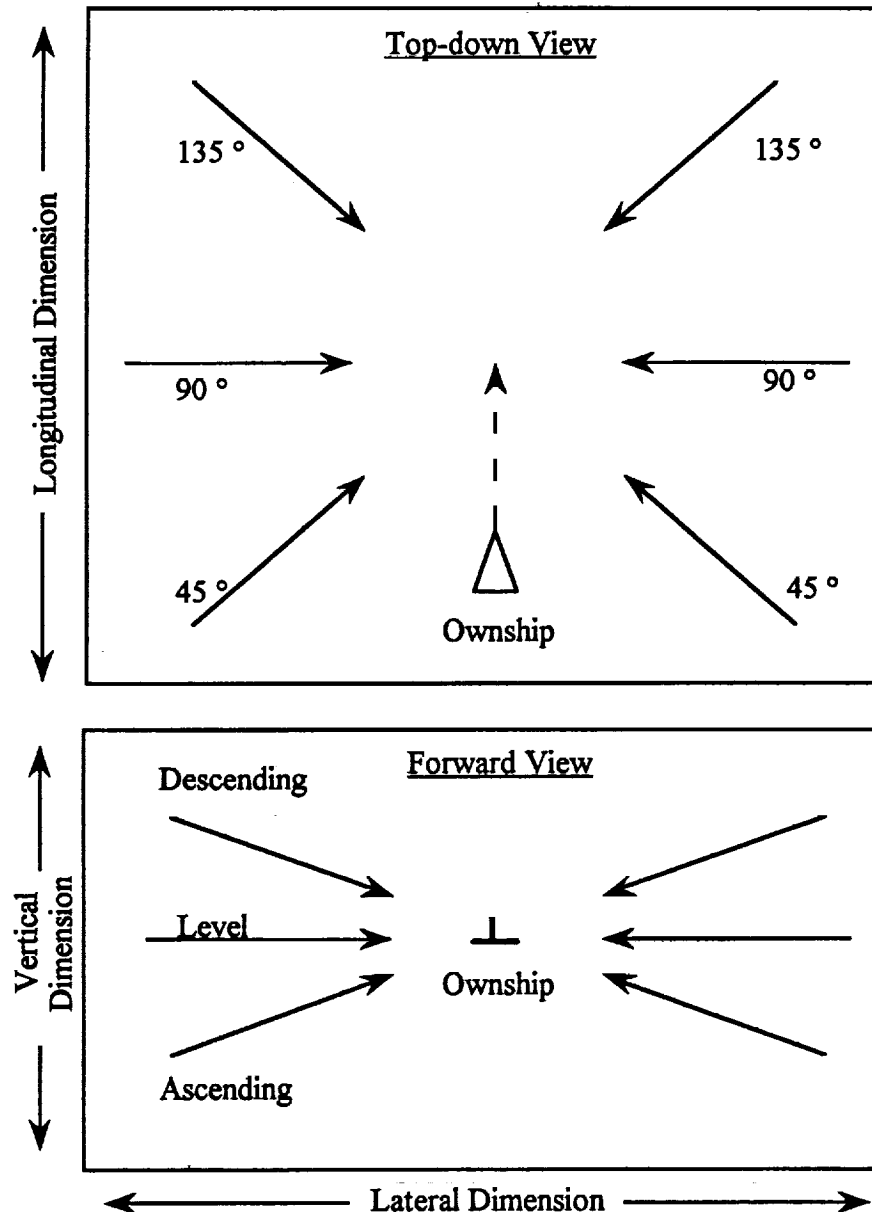 Top-down View
135 °
135 °
Longitudinal Dimension
90 °
90 °
45 °
45 °
Ownship
Forward View
Descending
Level
Vertical
Dimension
Ownship
Ascending
Lateral Dimension